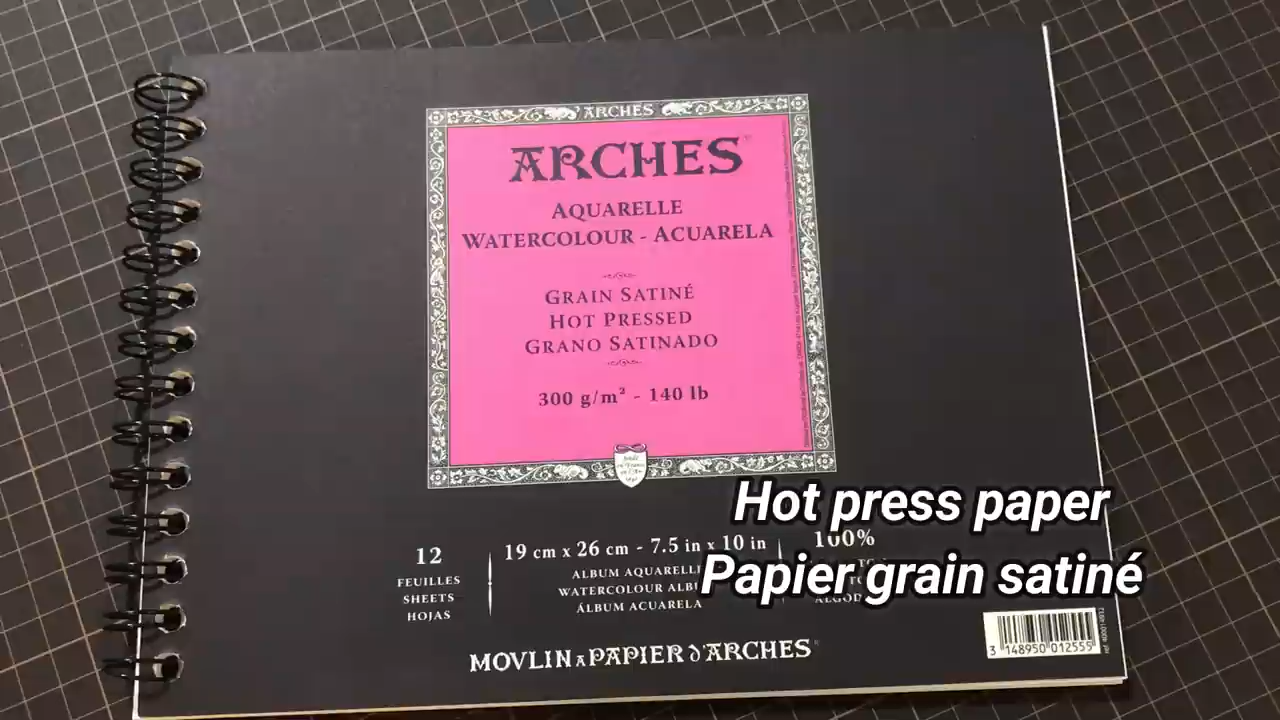 ARCHES
ARCHES
AQUARELLE
WATERCOLOUR - ACUARELA
GRAIN SATINÉ
HOT PRESSED
GRANO SATINADO
300 g/m² - 140 lb
12
FEUILLES
SHEETS
HOJAS
19 cm x 26 cm - 7.5 in x 10 in
ALBUM AQUARELLE
WATERCOLOUR
ÁLBUM ACUARELA
100%
Hot press paper
Papier grain satiné
MOVLIN A PAPIER D'ARCHES
3 148950 012555